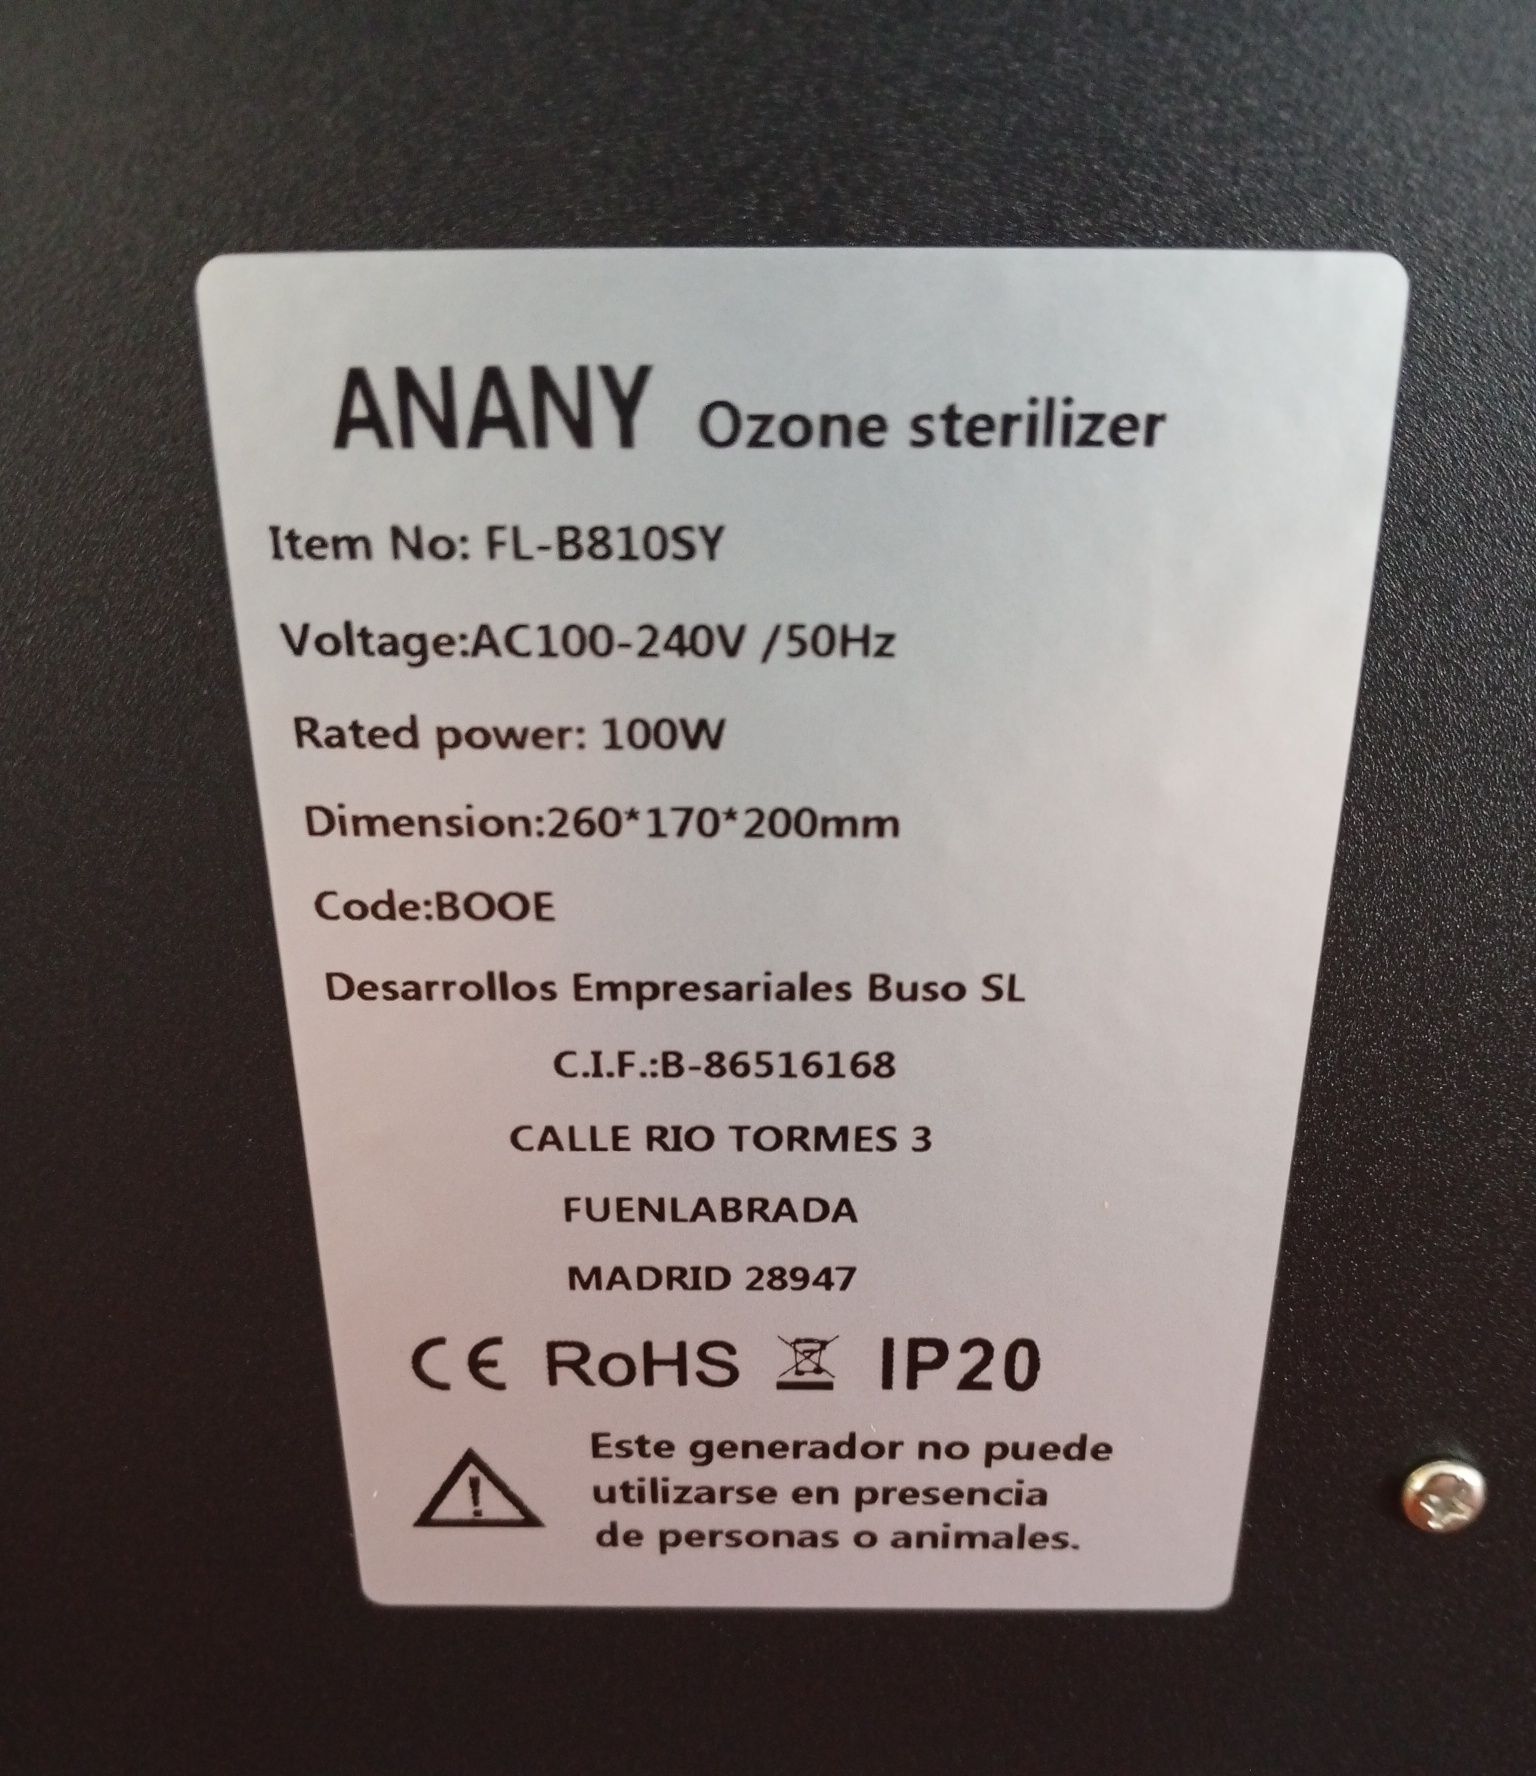 ANANY Ozone sterilizer
Item No: FL-B810SY
Voltage:AC100-240V /50Hz
Rated power: 100W
Dimension:260*170*200mm
Code:BOOE
Desarrollos Empresariales Buso SL
C.I.F.:B-86516168
CALLE RIO TORMES 3
FUENLABRADA
MADRID 28947
CE RoHS IP20
Este generador no puede
utilizarse en presencia
de personas o animales.